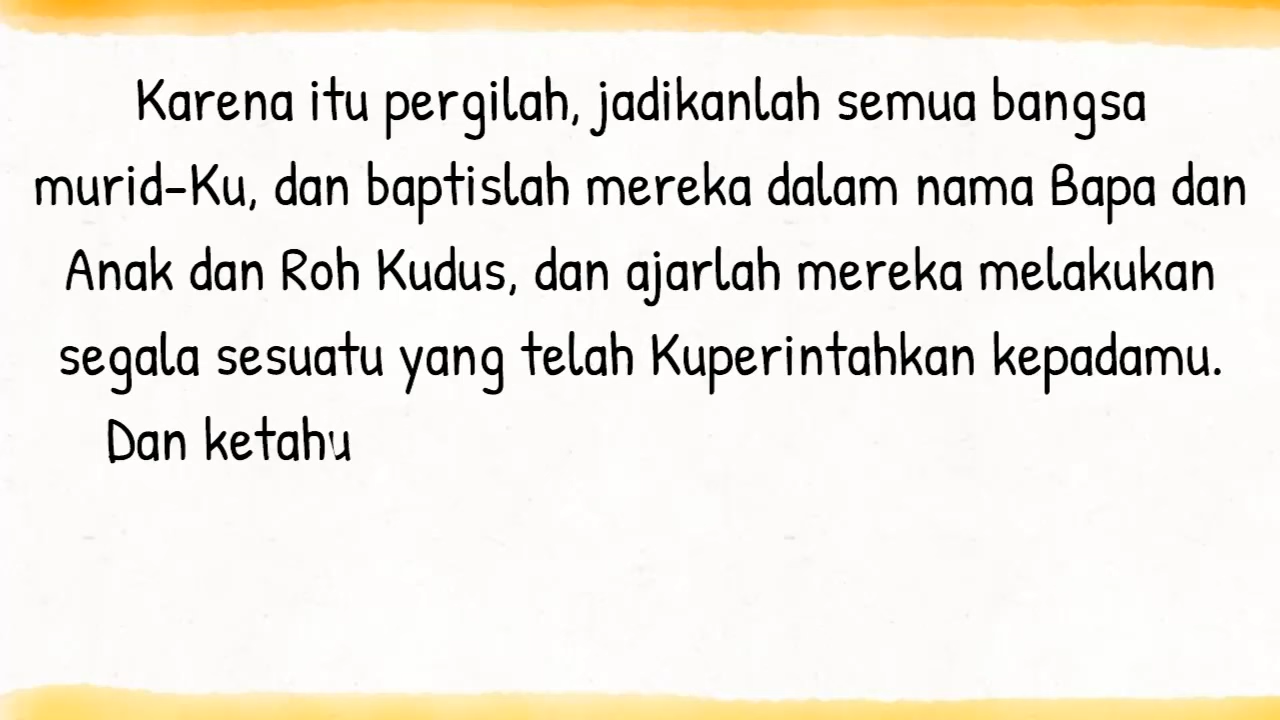 Karena itu pergilah, jadikanlah semua bangsa
murid-Ku, dan baptislah mereka dalam nama Bapa dan
Anak dan Roh Kudus, dan ajarlah mereka melakukan
segala sesuatu yang telah Kuperintahkan kepadamu.
Dan ketahu